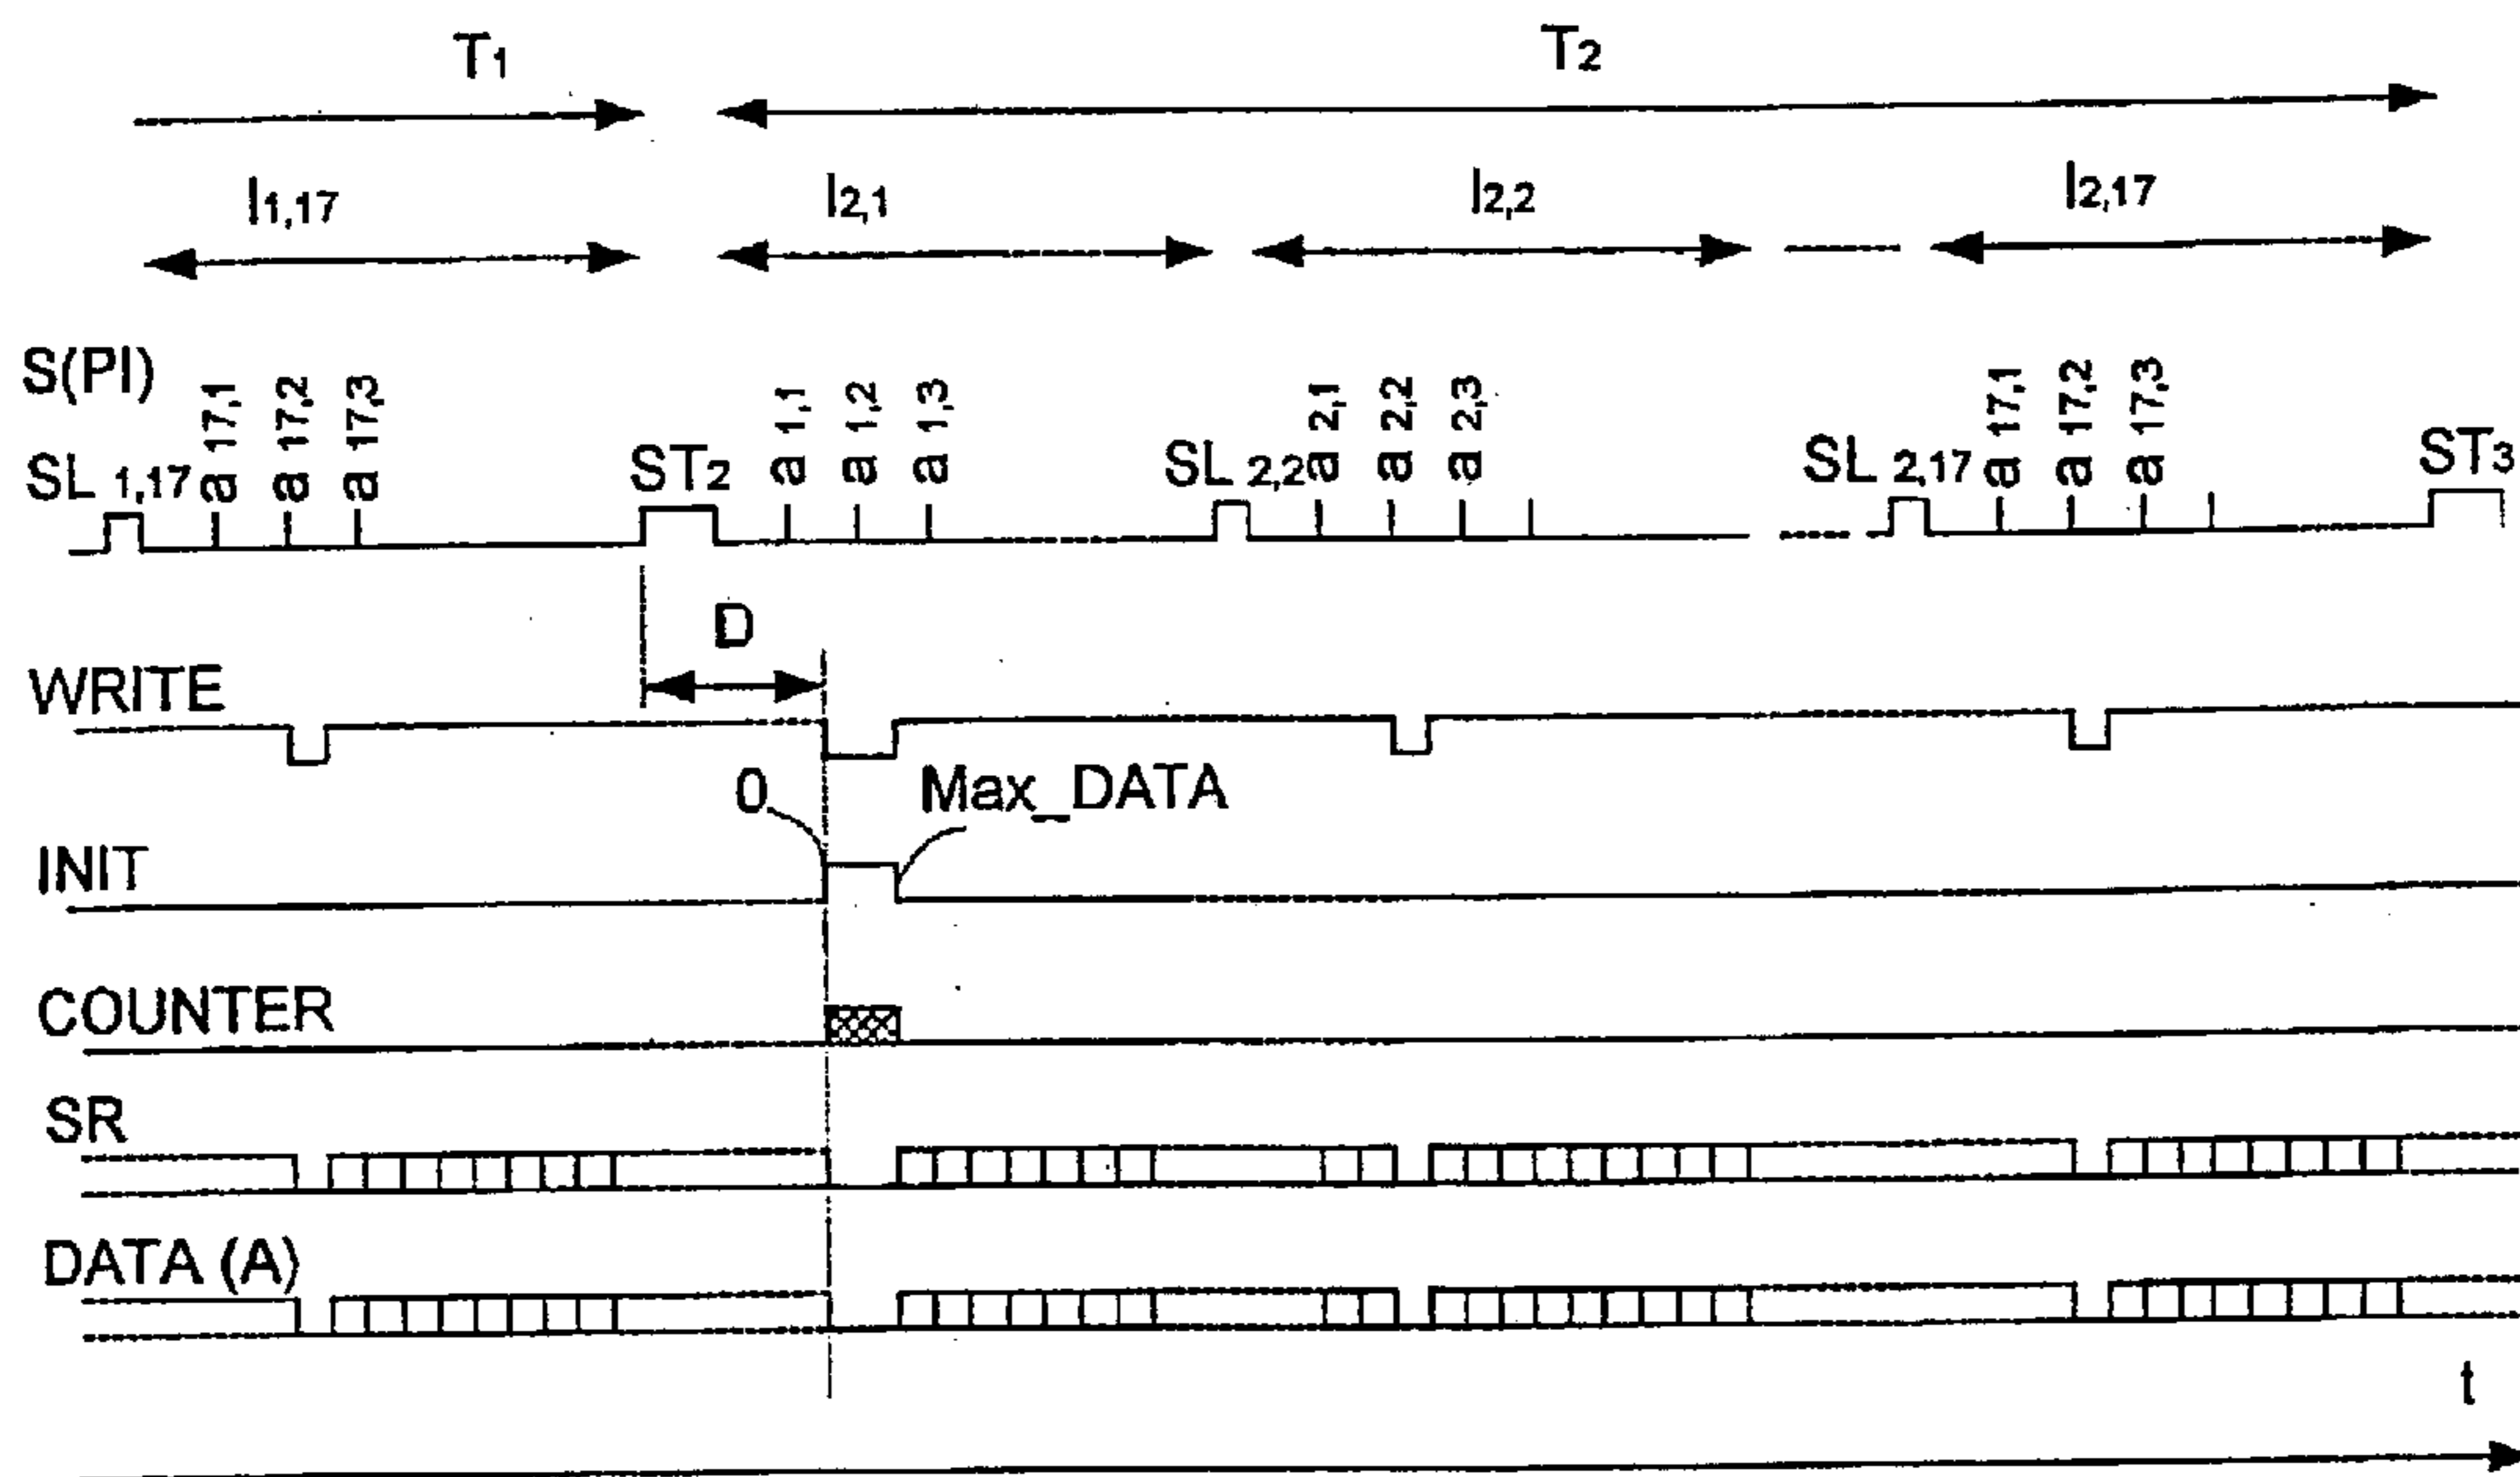 T1 T2
I1,17 I2,1 I2,2 I2,17
S(PI)
a 17,1 a 17,2 a 17,3 a 1,1 a 1,2 a 1,3 a 2,1 a 2,2 a 2,3 a 17,1 a 17,2 a 17,3
SL 1,17 ST2 SL 2,2 SL 2,17 ST3
D
WRITE
0 Max_DATA
INIT
COUNTER
SR
DATA (A)
t